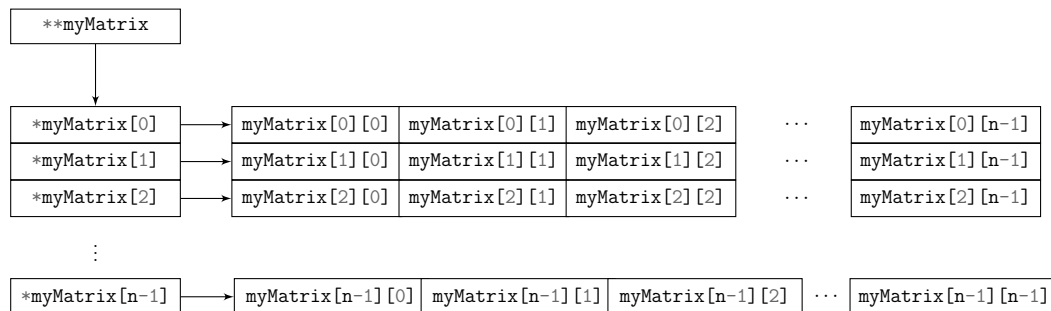 **myMatrix
*myMatrix[0] myMatrix[0][0] myMatrix[0][1] myMatrix[0][2] ··· myMatrix[0][n-1]
*myMatrix[1] myMatrix[1][0] myMatrix[1][1] myMatrix[1][2] ··· myMatrix[1][n-1]
*myMatrix[2] myMatrix[2][0] myMatrix[2][1] myMatrix[2][2] ··· myMatrix[2][n-1]
⋮
*myMatrix[n-1] myMatrix[n-1][0] myMatrix[n-1][1] myMatrix[n-1][2] ··· myMatrix[n-1][n-1]